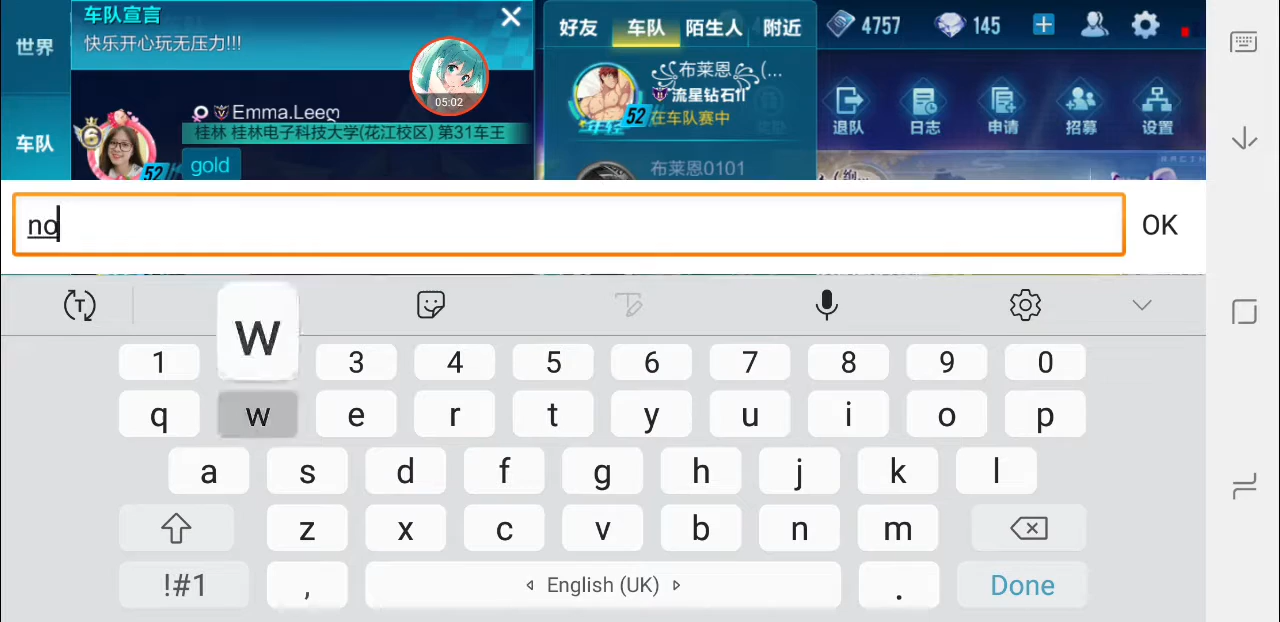 世界
车队
车队宣言
快乐开心玩无压力!!!
05:02
Emma.Lee
桂林 桂林电子科技大学(花江校区) 第31车王
6
52
gold
好友 车队 陌生人 附近
布莱恩 (...
流星钻石II
52
在车队赛中
布莱恩0101
4757 145
退队 日志 申请 招募 设置
no
OK
W
1 3 4 5 6 7 8 9 0
q w e r t y u i o p
a s d f g h j k l
z x c v b n m
!#1 , English (UK) . Done